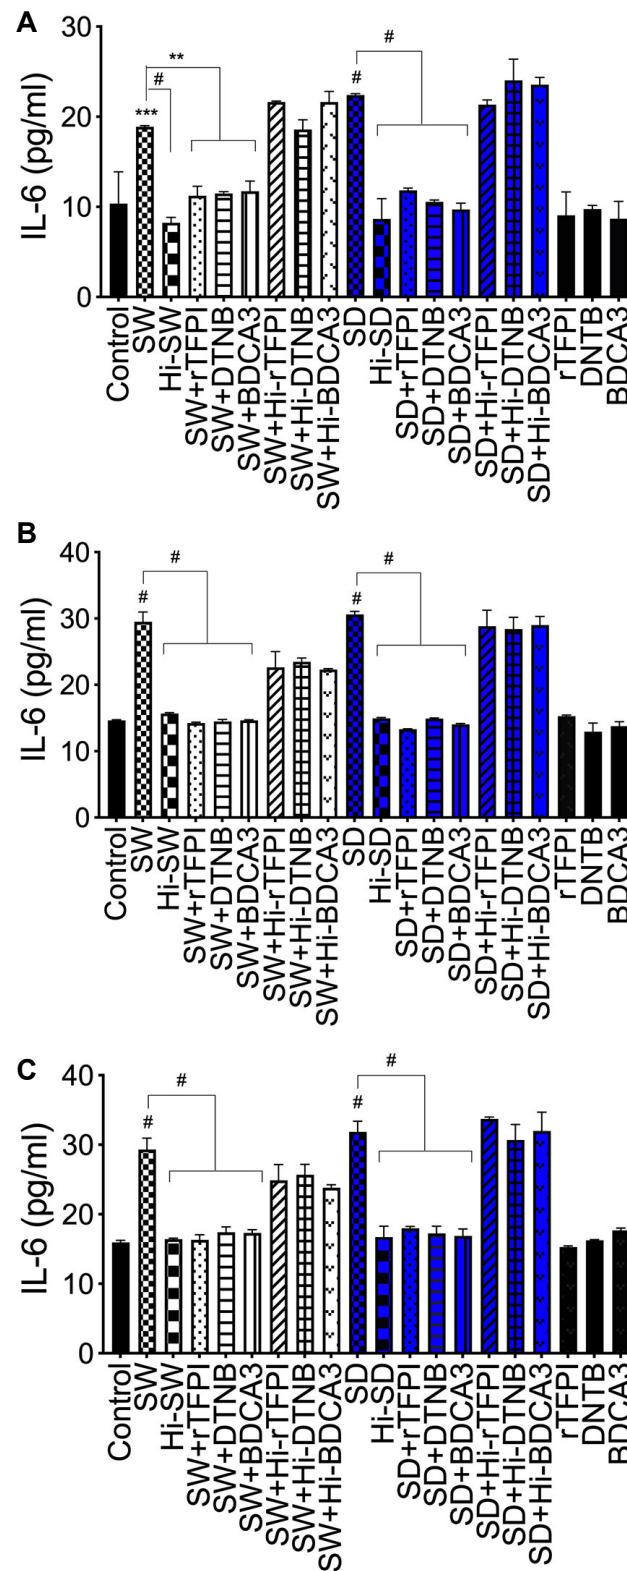 A
IL-6 (pg/ml)
30
20
10
0
***
#
**
#
#
Control
SW
Hi-SW
SW+rTFPI
SW+DTNB
SW+BDCA3
SW+Hi-rTFPI
SW+Hi-DTNB
SW+Hi-BDCA3
SD
Hi-SD
SD+rTFPI
SD+DTNB
SD+BDCA3
SD+Hi-rTFPI
SD+Hi-DTNB
SD+Hi-BDCA3
rTFPI
DNTB
BDCA3
B
IL-6 (pg/ml)
40
30
20
10
0
#
#
#
#
Control
SW
Hi-SW
SW+rTFPI
SW+DTNB
SW+BDCA3
SW+Hi-rTFPI
SW+Hi-DTNB
SW+Hi-BDCA3
SD
Hi-SD
SD+rTFPI
SD+DTNB
SD+BDCA3
SD+Hi-rTFPI
SD+Hi-DTNB
SD+Hi-BDCA3
rTFPI
DNTB
BDCA3
C
IL-6 (pg/ml)
40
30
20
10
0
#
#
#
#
Control
SW
Hi-SW
SW+rTFPI
SW+DTNB
SW+BDCA3
SW+Hi-rTFPI
SW+Hi-DTNB
SW+Hi-BDCA3
SD
Hi-SD
SD+rTFPI
SD+DTNB
SD+BDCA3
SD+Hi-rTFPI
SD+Hi-DTNB
SD+Hi-BDCA3
rTFPI
DNTB
BDCA3